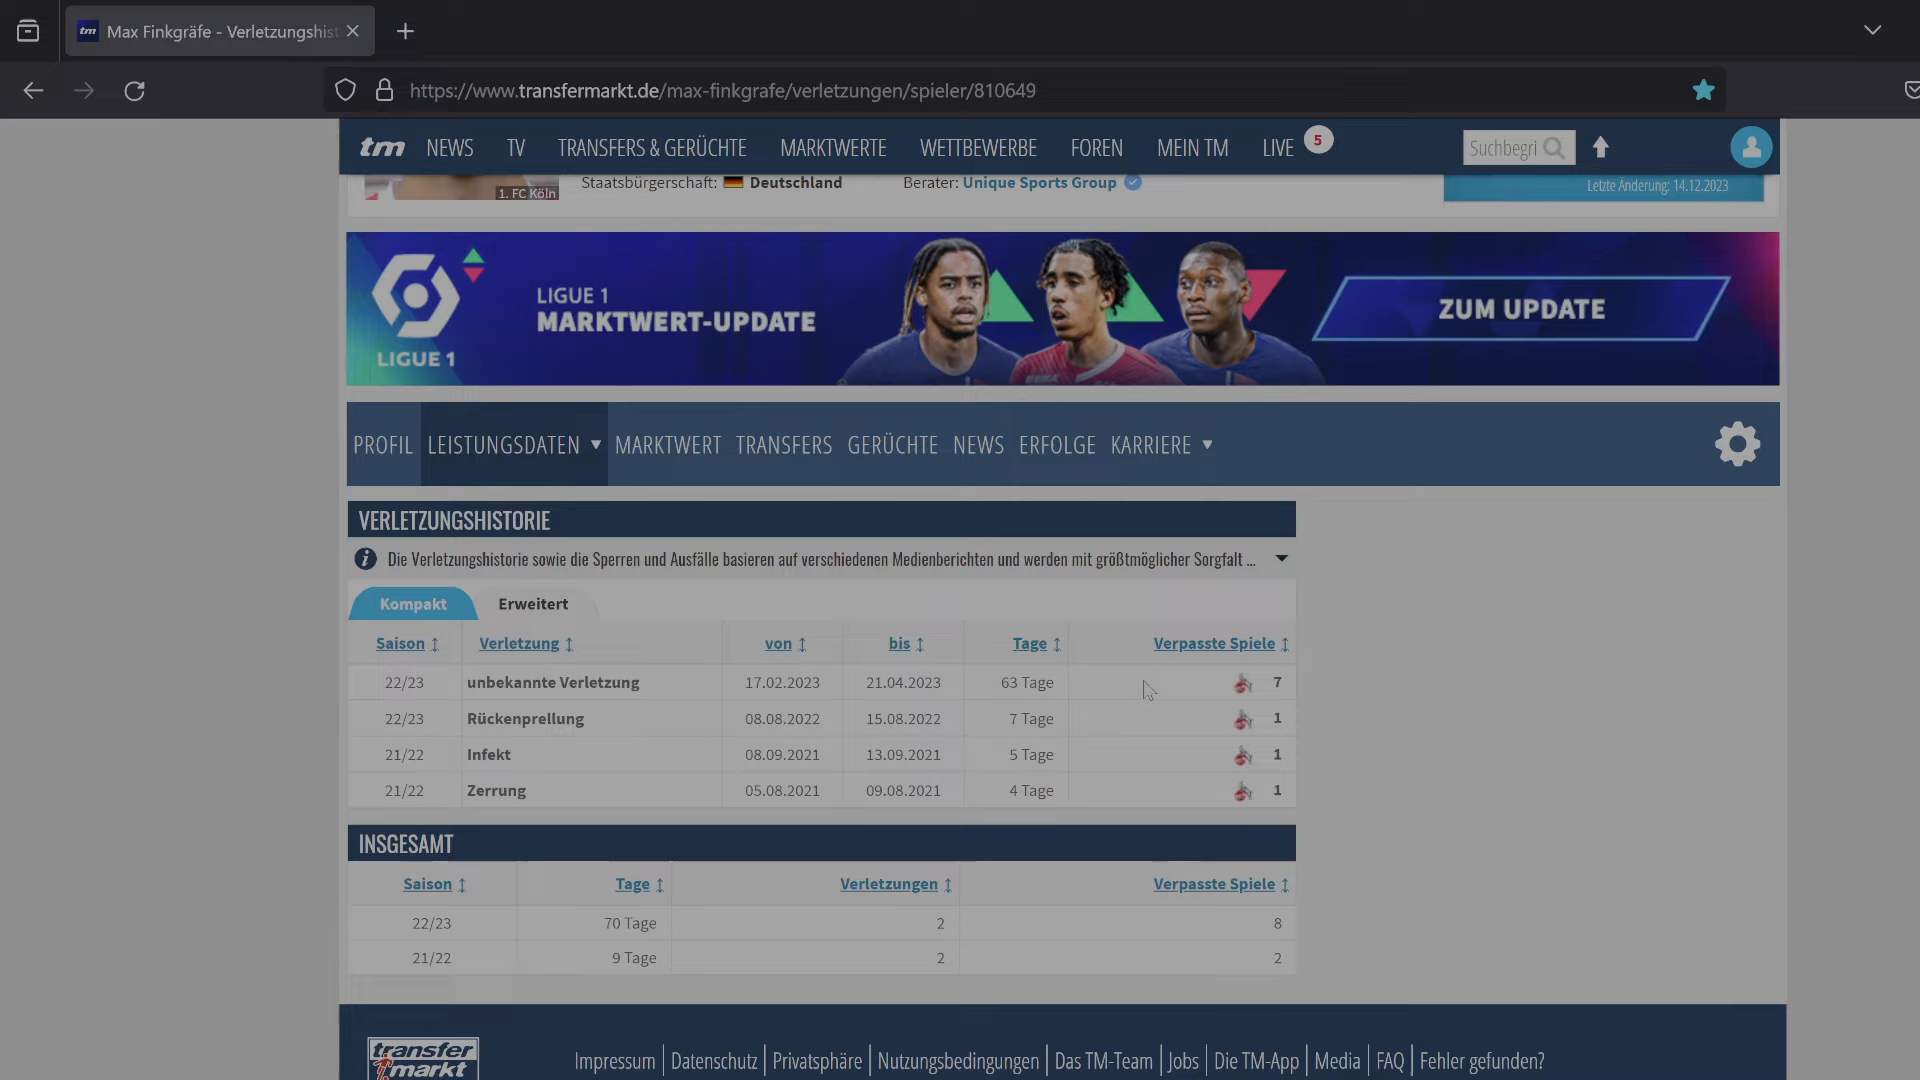 Max Finkgräfe - Verletzungshist
https://www.transfermarkt.de/max-finkgrafe/verletzungen/spieler/810649
tm NEWS TV TRANSFERS & GERÜCHTE MARKTWERTE WETTBEWERBE FOREN MEIN TM LIVE 5 Suchbegri
1. FC Köln Staatsbürgerschaft: Deutschland Berater: Unique Sports Group Letzte Änderung: 14.12.2023
LIGUE 1
MARKTWERT-UPDATE
ZUM UPDATE
LIGUE 1
PROFIL LEISTUNGSDATEN MARKTWERT TRANSFERS GERÜCHTE NEWS ERFOLGE KARRIERE
VERLETZUNGSHISTORIE
Die Verletzungshistorie sowie die Sperren und Ausfälle basieren auf verschiedenen Medienberichten und werden mit größtmöglicher Sorgfalt ...
Kompakt Erweitert
Saison Verletzung von bis Tage Verpasste Spiele
22/23 unbekannte Verletzung 17.02.2023 21.04.2023 63 Tage 7
22/23 Rückenprellung 08.08.2022 15.08.2022 7 Tage 1
21/22 Infekt 08.09.2021 13.09.2021 5 Tage 1
21/22 Zerrung 05.08.2021 09.08.2021 4 Tage 1
INSGESAMT
Saison Tage Verletzungen Verpasste Spiele
22/23 70 Tage 2 8
21/22 9 Tage 2 2
transfer
markt
Impressum Datenschutz Privatsphäre Nutzungsbedingungen Das TM-Team Jobs Die TM-App Media FAQ Fehler gefunden?